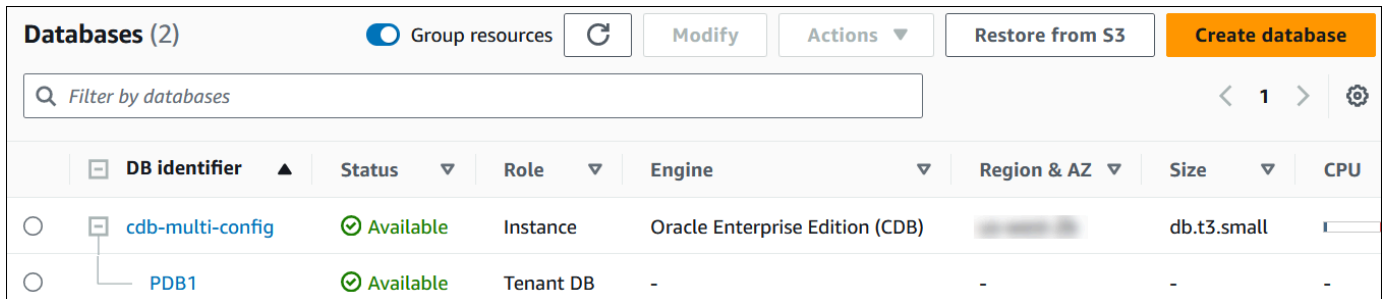 Databases (2) Group resources Modify Actions Restore from S3 Create database
Filter by databases 1
DB identifier Status Role Engine Region & AZ Size CPU
cdb-multi-config Available Instance Oracle Enterprise Edition (CDB) db.t3.small
PDB1 Available Tenant DB - - - -